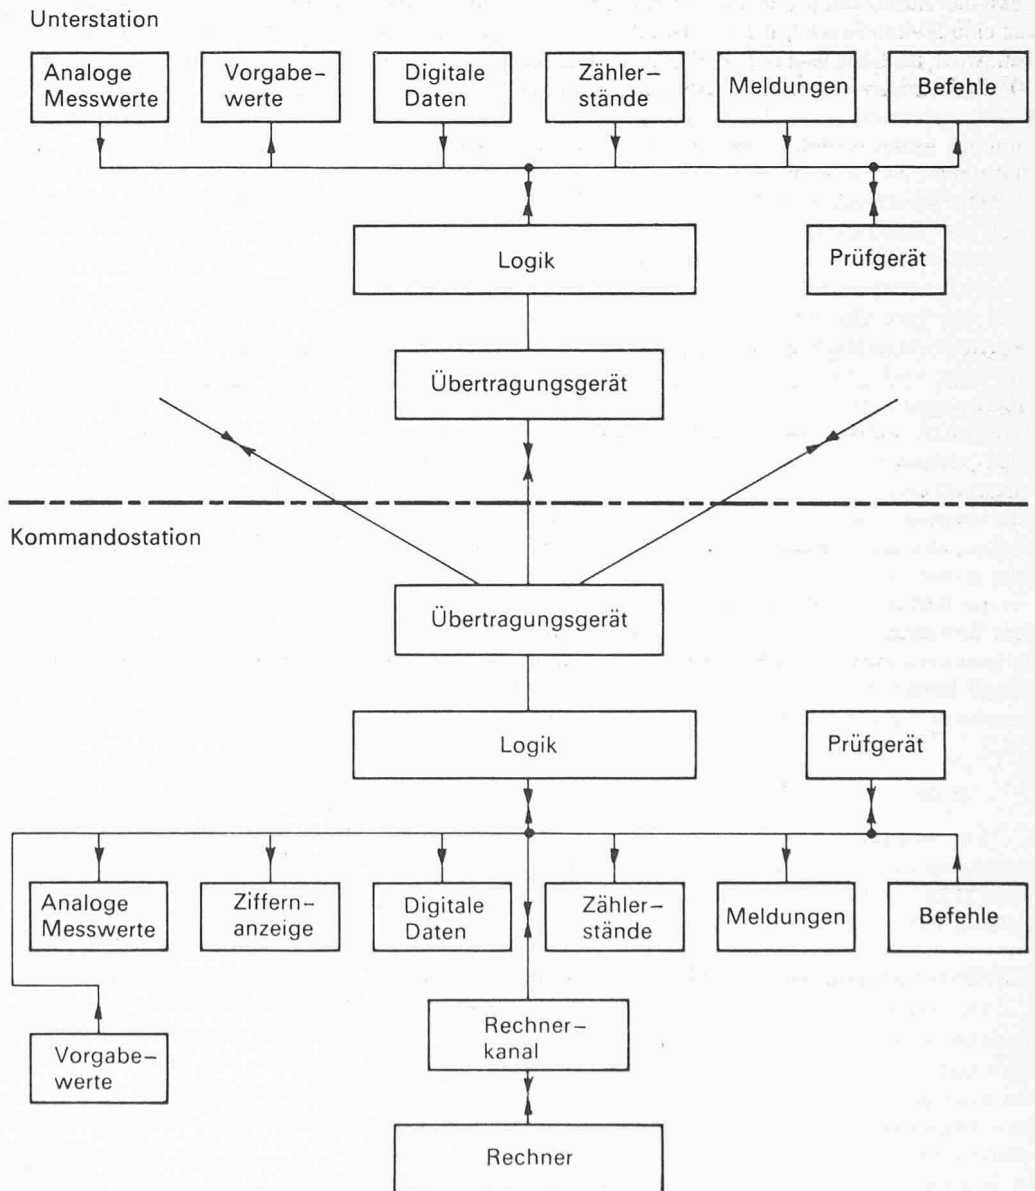 Unterstation
Analoge
Messwerte
Vorgabe–
werte
Digitale
Daten
Zähler–
stände
Meldungen
Befehle
Logik
Prüfgerät
Übertragungsgerät
Kommandostation
Übertragungsgerät
Logik
Prüfgerät
Analoge
Messwerte
Ziffern–
anzeige
Digitale
Daten
Zähler–
stände
Meldungen
Befehle
Vorgabe–
werte
Rechner–
kanal
Rechner